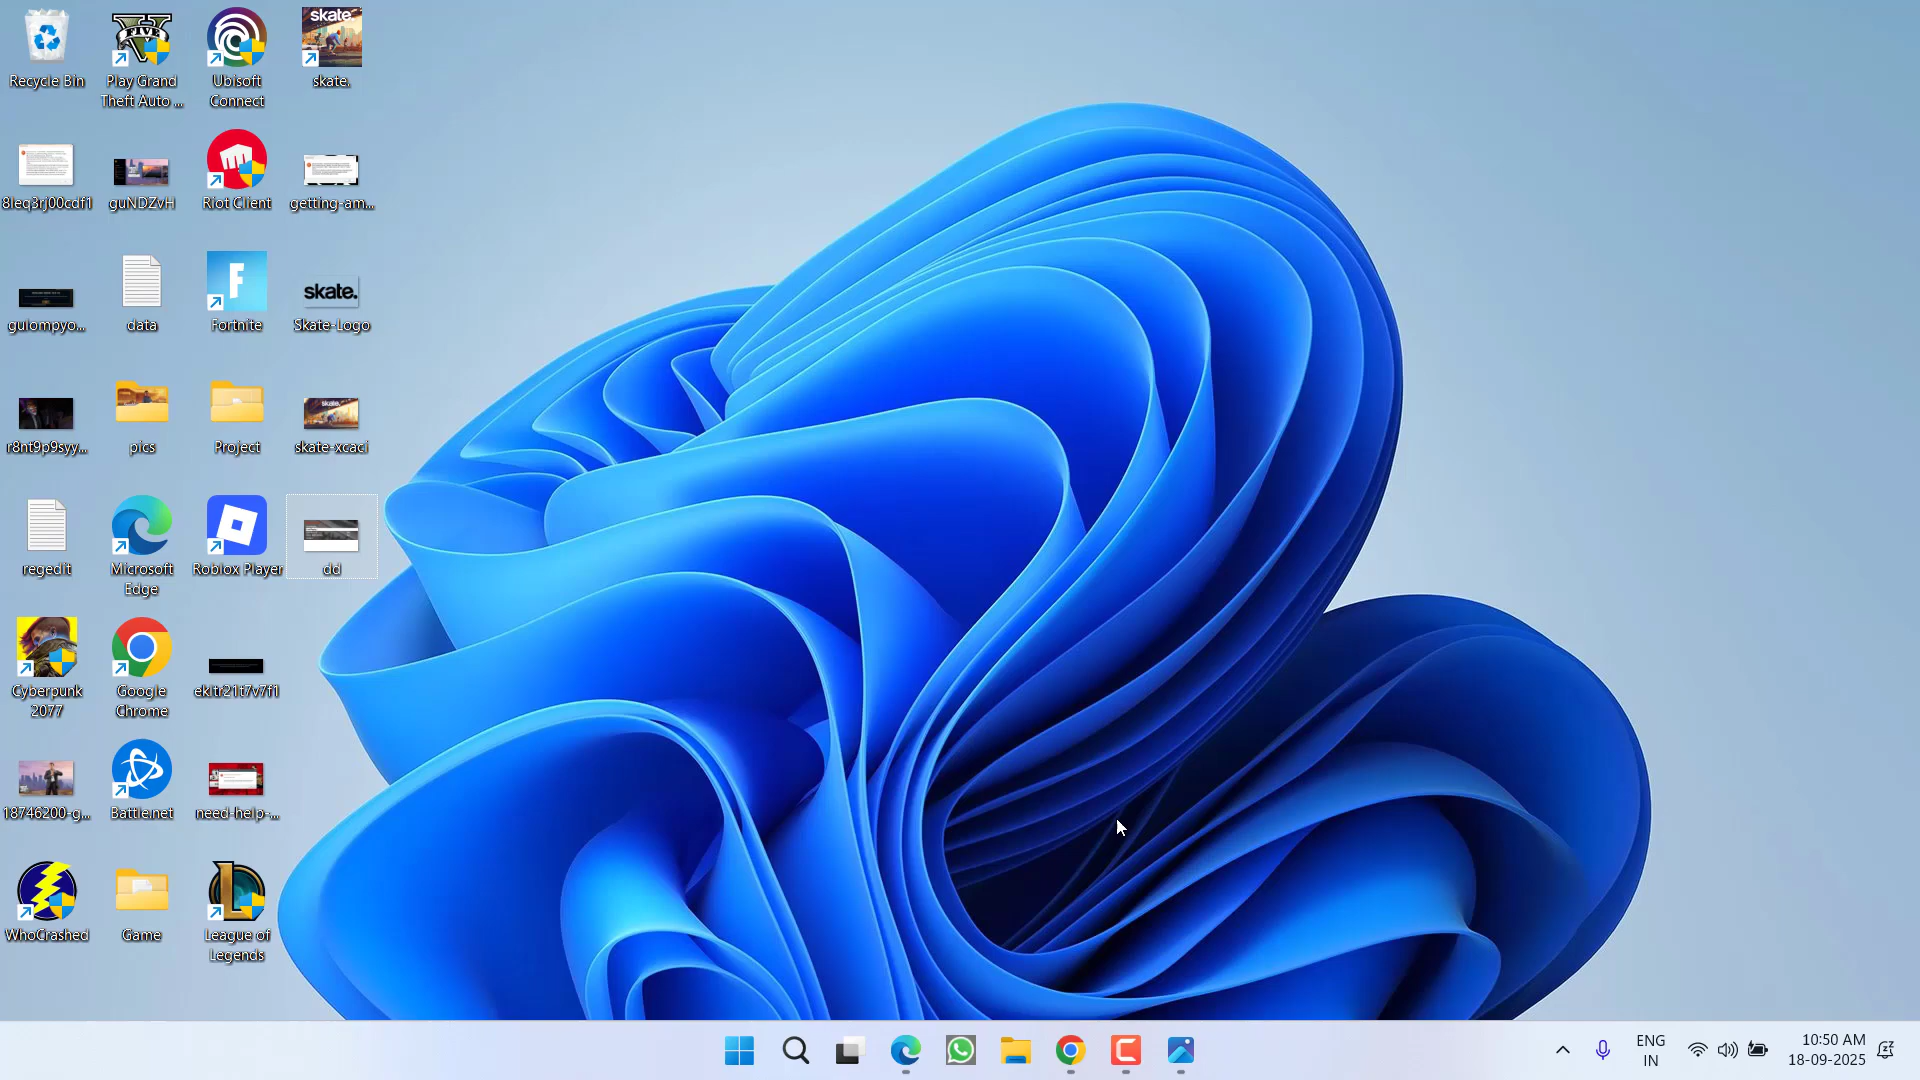 Recycle Bin
Play Grand
Theft Auto ...
Ubisoft
Connect
skate.
skate.
8leq3rj00cdf1
guNDZvH
Riot Client
getting-am...
guiompyo...
data
Fortnite
skate.
Skate-Logo
r8nt9p9syy...
pics
Project
skate-xcaci
regedit
Microsoft
Edge
Roblox Player
dd
Cyberpunk
2077
Google
Chrome
ekltr21t7v7f1
18746200-g...
Battle.net
need-help-...
WhoCrashed
Game
League of
Legends
ENG
IN
10:50 AM
18-09-2025